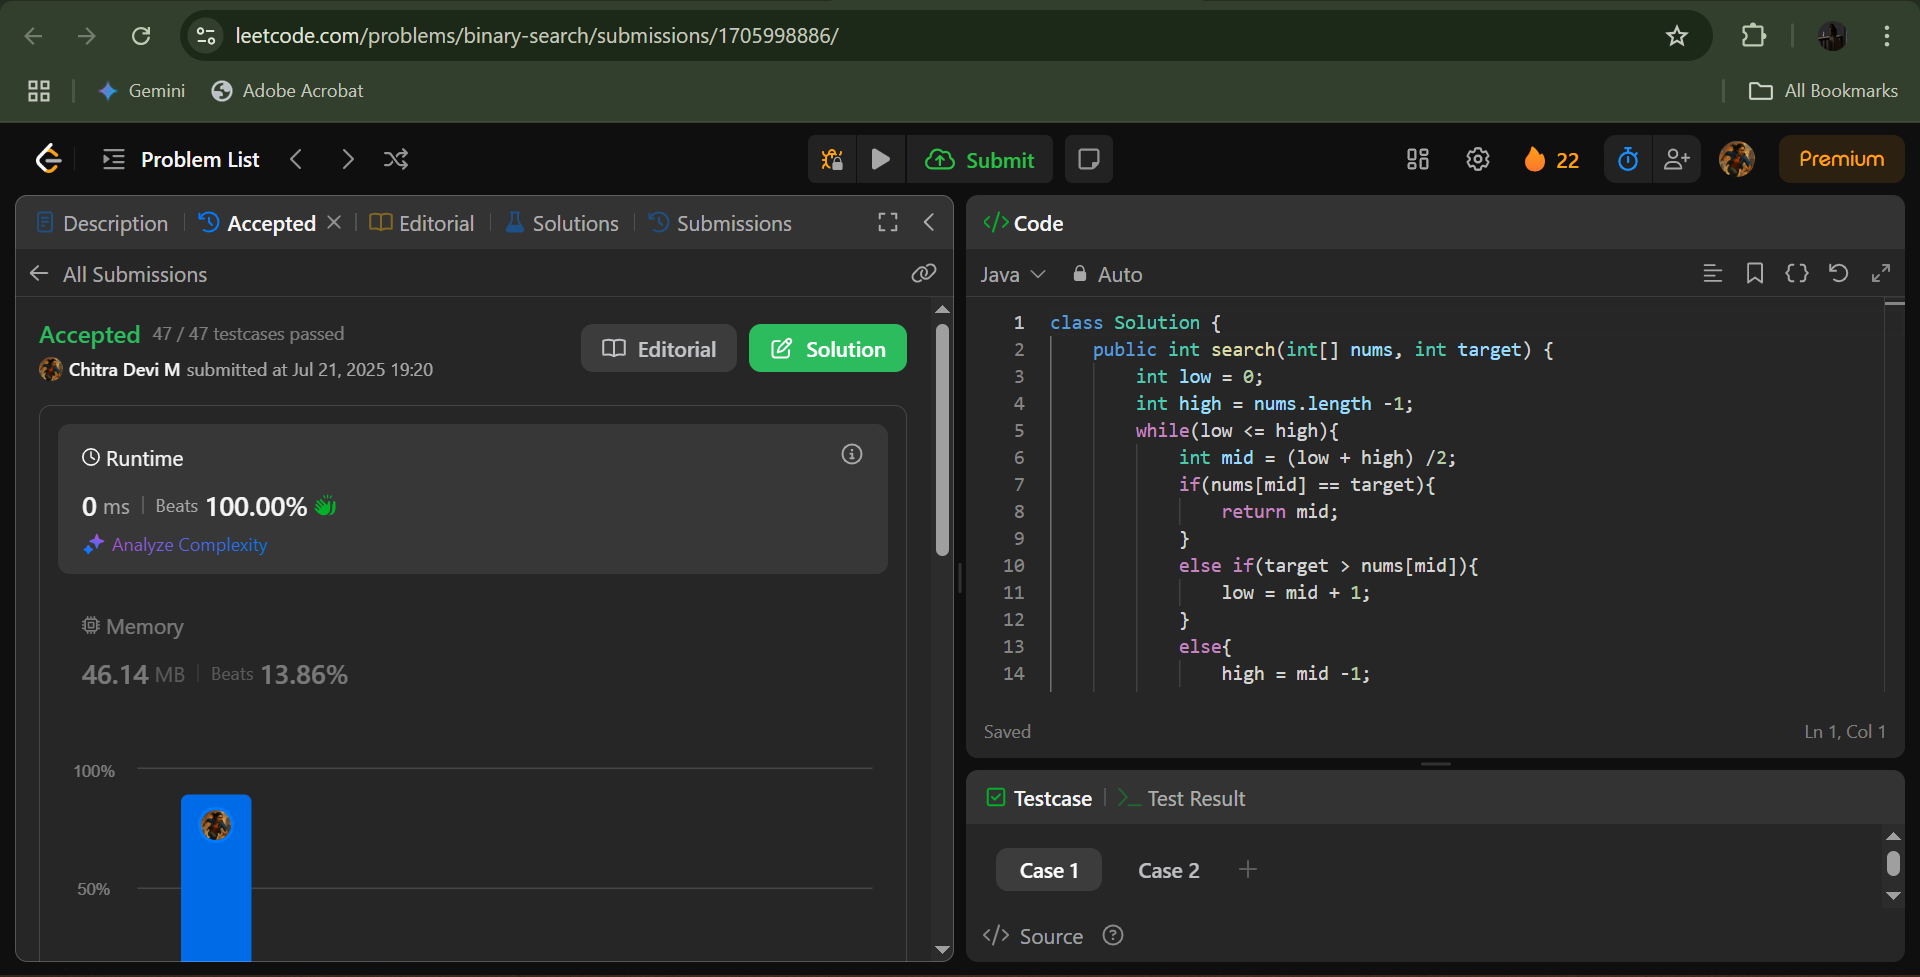 leetcode.com/problems/binary-search/submissions/1705998886/
Gemini Adobe Acrobat All Bookmarks
Problem List Submit 22 Premium
Description Accepted Editorial Solutions Submissions
All Submissions
Accepted 47 / 47 testcases passed
Chitra Devi M submitted at Jul 21, 2025 19:20
Editorial Solution
Runtime
0 ms Beats 100.00%
Analyze Complexity
Memory
46.14 MB Beats 13.86%
100%
50%
</> Code
Java Auto
1 class Solution {
2 public int search(int[] nums, int target) {
3 int low = 0;
4 int high = nums.length -1;
5 while(low <= high){
6 int mid = (low + high) /2;
7 if(nums[mid] == target){
8 return mid;
9 }
10 else if(target > nums[mid]){
11 low = mid + 1;
12 }
13 else{
14 high = mid -1;
Saved Ln 1, Col 1
Testcase >_ Test Result
Case 1 Case 2 +
</> Source ?